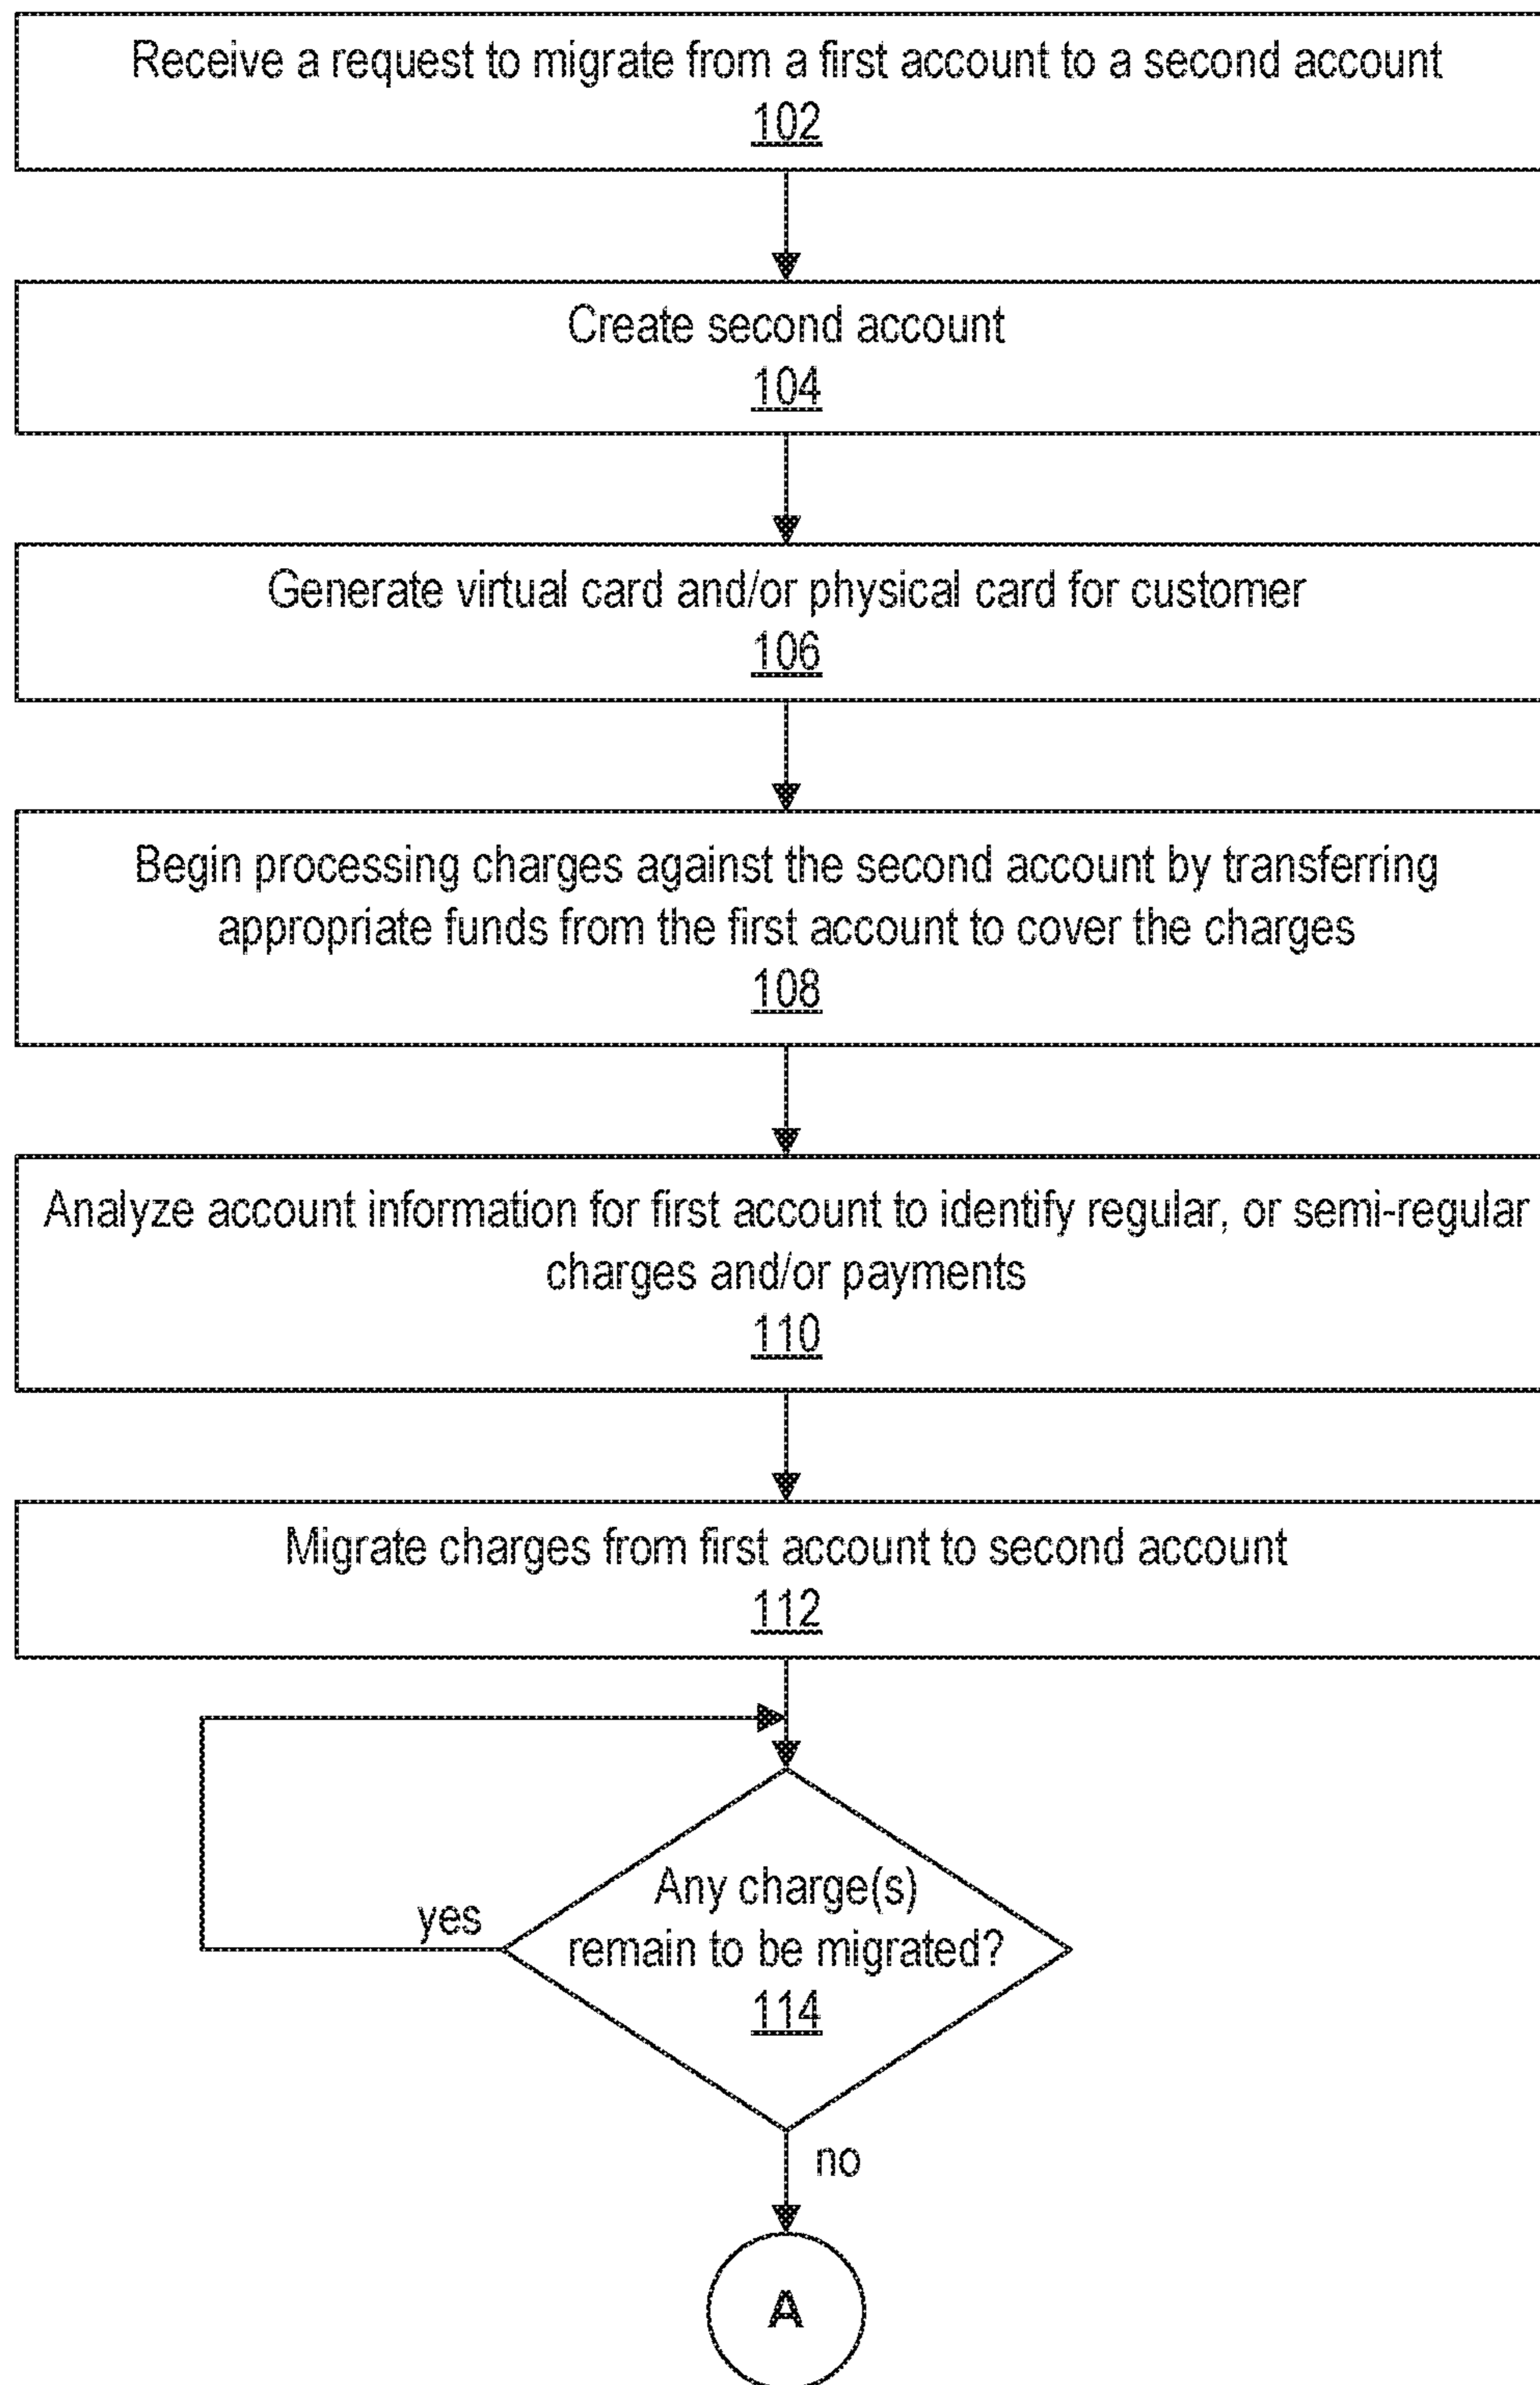 Receive a request to migrate from a first account to a second account
102
Create second account
104
Generate virtual card and/or physical card for customer
106
Begin processing charges against the second account by transferring
appropriate funds from the first account to cover the charges
108
Analyze account information for first account to identify regular, or semi-regular
charges and/or payments
110
Migrate charges from first account to second account
112
Any charge(s)
yes
remain to be migrated?
114
no
A